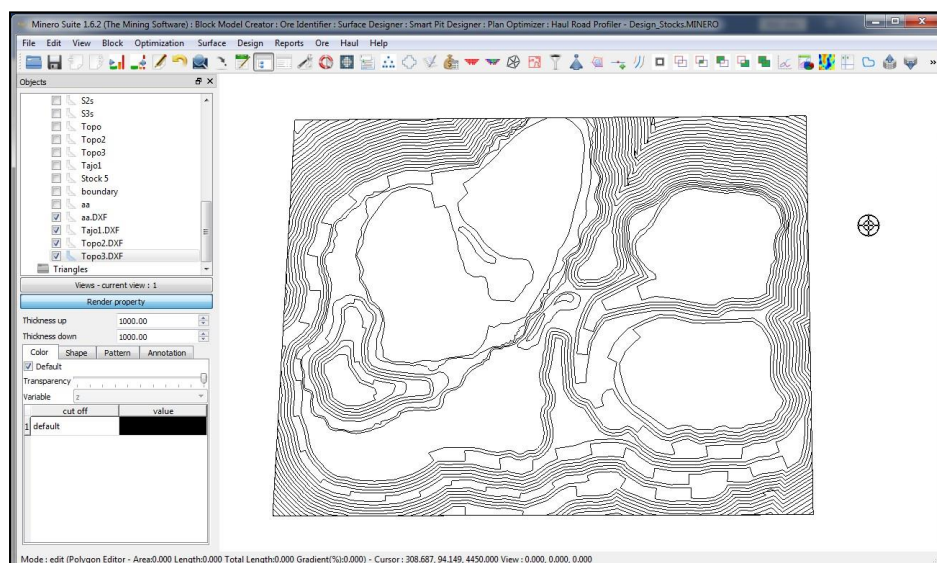 Minero Suite 1.6.2 (The Mining Software) : Block Model Creator : Ore Identifier : Surface Designer : Smart Pit Designer : Plan Optimizer : Haul Road Profiler - Design_Stocks.MINERO
File Edit View Block Optimization Surface Design Reports Ore Haul Help
Objects
S2s
S3s
Topo
Topo2
Topo3
Tajo1
Stock 5
boundary
aa
aa.DXF
Tajo1.DXF
Topo2.DXF
Topo3.DXF
Triangles
Views - current view : 1
Render property
Thickness up 1000.00
Thickness down 1000.00
Color Shape Pattern Annotation
Default
Transparency
Variable z
cut off value
1 default
Mode : edit (Polygon Editor - Area:0.000 Length:0.000 Total Length:0.000 Gradient(%):0.000) - Cursor : 308.687, 94.149, 4450.000 View : 0.000, 0.000, 0.000